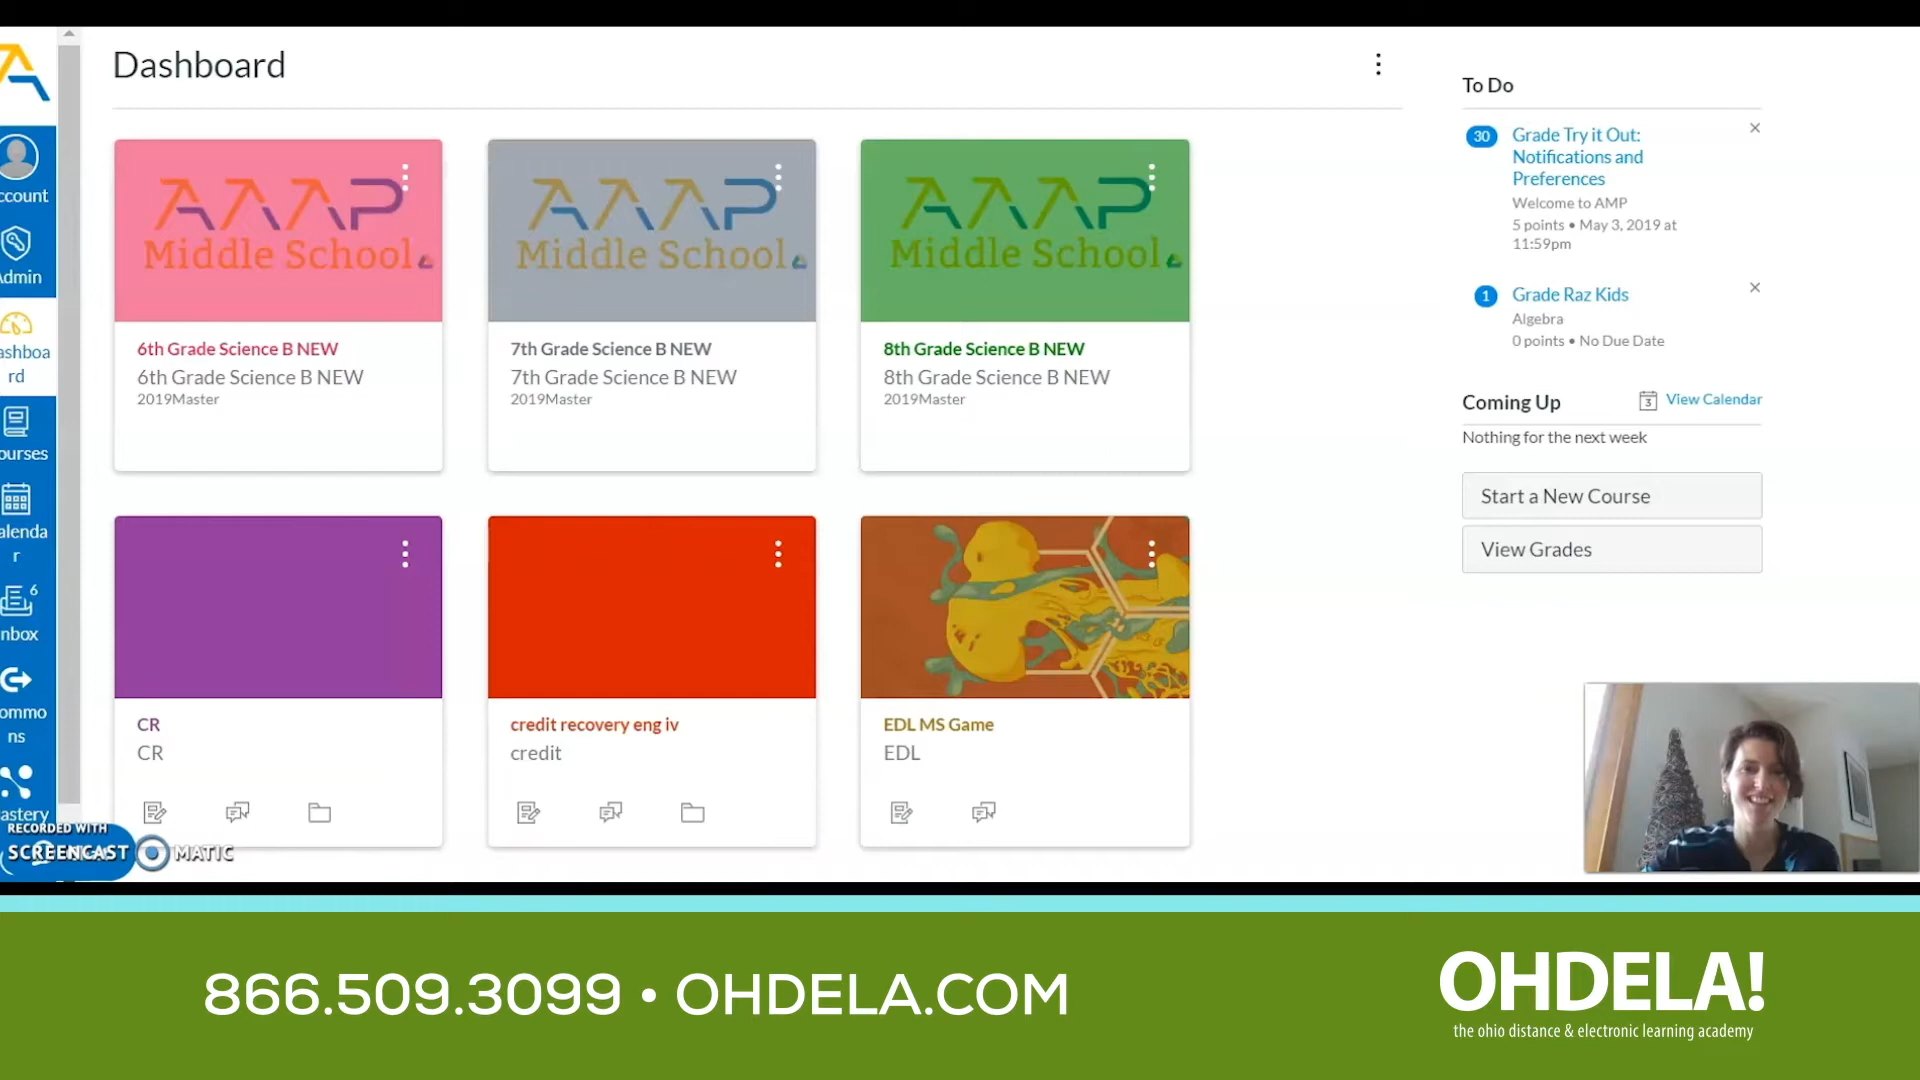 Dashboard
ccount
Admin
ashboa
rd
ourses
alenda
r
6
nbox
ommo
ns
astery
AMP
Middle School
6th Grade Science B NEW
6th Grade Science B NEW
2019Master
AMP
Middle School
7th Grade Science B NEW
7th Grade Science B NEW
2019Master
AMP
Middle School
8th Grade Science B NEW
8th Grade Science B NEW
2019Master
CR
CR
credit recovery eng iv
credit
EDL MS Game
EDL
To Do
30
Grade Try it Out:
Notifications and
Preferences
Welcome to AMP
5 points • May 3, 2019 at
11:59pm
1
Grade Raz Kids
Algebra
0 points • No Due Date
Coming Up
3 View Calendar
Nothing for the next week
Start a New Course
View Grades
RECORDED WITH
SCREENCAST MATIC
866.509.3099 • OHDELA.COM
OHDELA!
the ohio distance & electronic learning academy